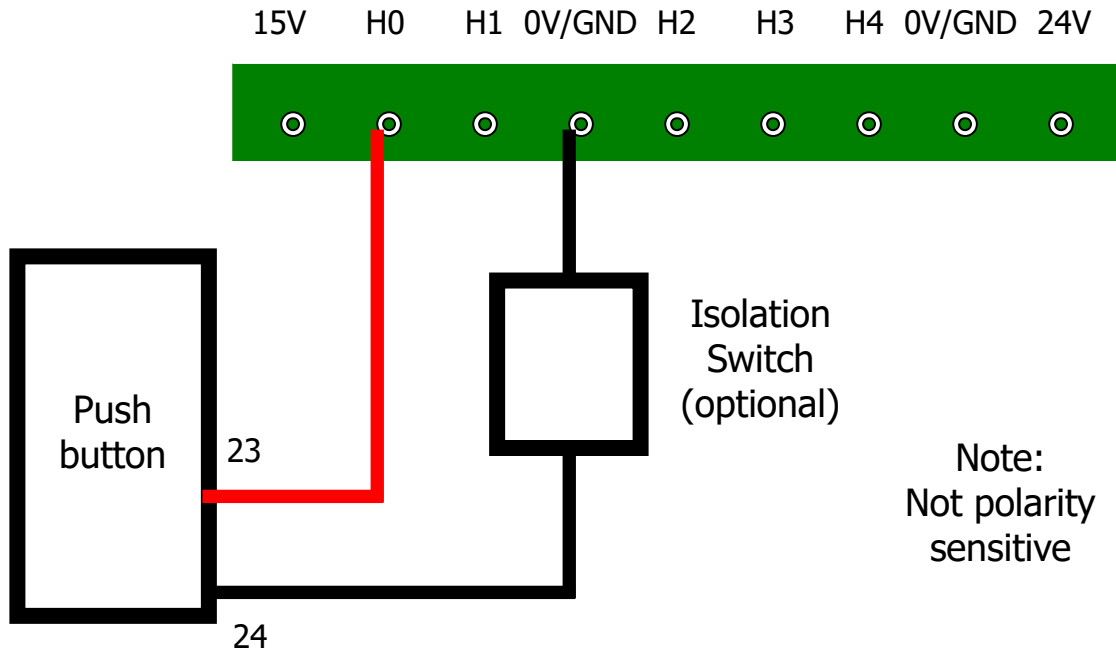 15V H0 H1 0V/GND H2 H3 H4 0V/GND 24V
Isolation
Switch
(optional)
Push
button
23
24
Note:
Not polarity
sensitive